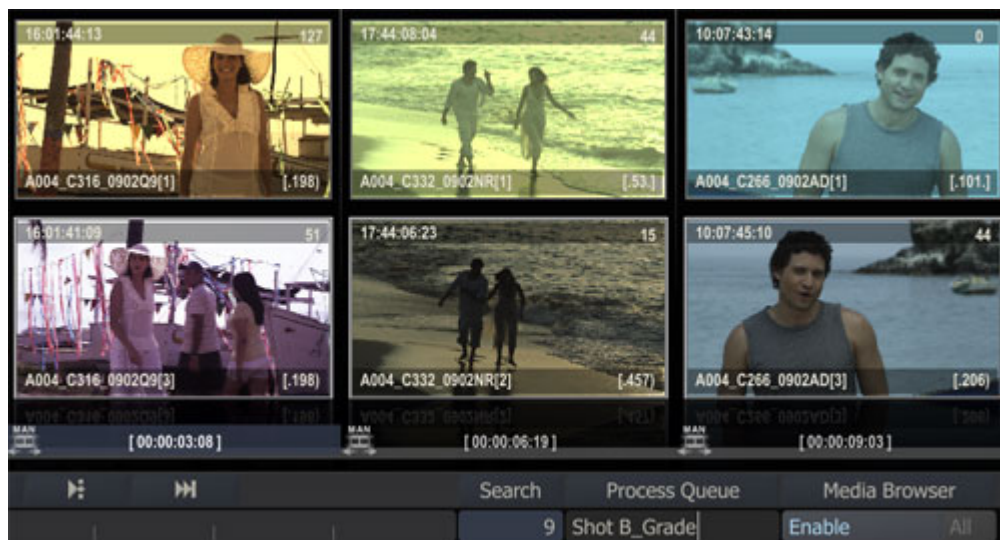 16:01:44:13 127
17:44:08:04 44
10:07:43:14 0
A004_C316_0902Q9[1] [.198)
A004_C332_0902NR[1] [.53.]
A004_C266_0902AD[1] [.101.]
16:01:41:09 51
17:44:06:23 15
10:07:45:10 44
A004_C316_0902Q9[3] [.198)
A004_C332_0902NR[2] [.457)
A004_C266_0902AD[3] [.206)
MAN [ 00:00:03:08 ]
MAN [ 00:00:06:19 ]
MAN [ 00:00:09:03 ]
Search Process Queue Media Browser
9 Shot B_Grade Enable All